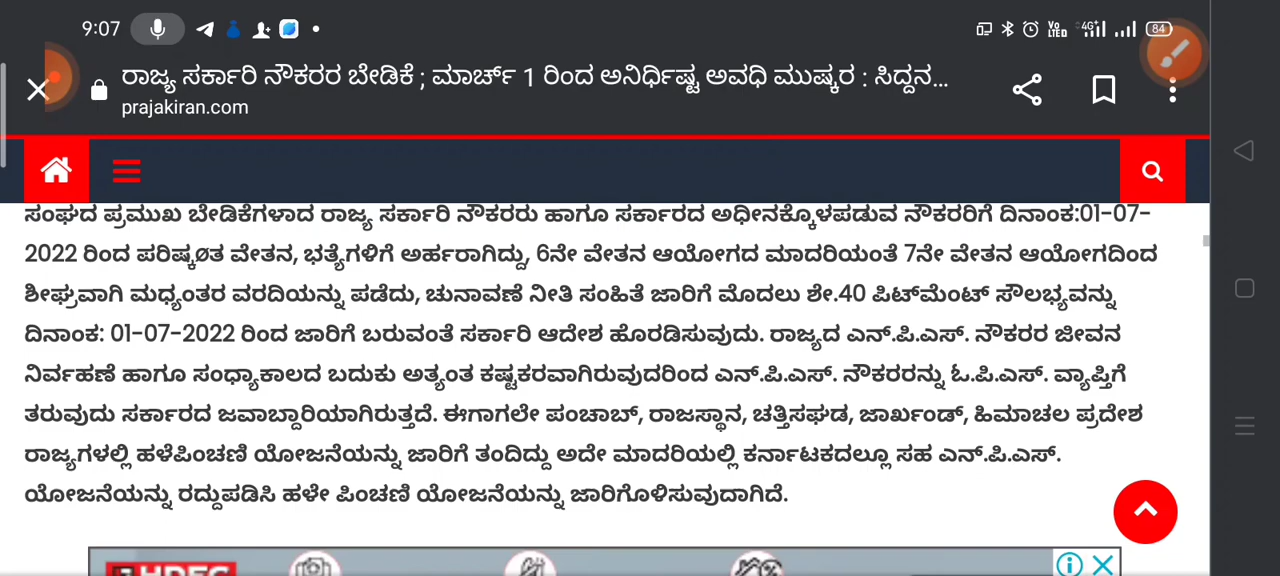 9:07
84
ರಾಜ್ಯ ಸರ್ಕಾರಿ ನೌಕರರ ಬೇಡಿಕೆ ; ಮಾರ್ಚ್ 1 ರಿಂದ ಅನಿರ್ಧಿಷ್ಟ ಅವಧಿ ಮುಷ್ಕರ : ಸಿದ್ದನ...
prajakiran.com
ಸಂಘದ ಪ್ರಮುಖ ಬೇಡಿಕೆಗಳಾದ ರಾಜ್ಯ ಸರ್ಕಾರಿ ನೌಕರರು ಹಾಗೂ ಸರ್ಕಾರದ ಅಧೀನಕ್ಕೊಳಪಡುವ ನೌಕರರಿಗೆ ದಿನಾಂಕ:01-07-
2022 ರಿಂದ ಪರಿಷ್ಕøತ ವೇತನ, ಭತ್ಯೆಗಳಿಗೆ ಅರ್ಹರಾಗಿದ್ದು, 6ನೇ ವೇತನ ಆಯೋಗದ ಮಾದರಿಯಂತೆ 7ನೇ ವೇತನ ಆಯೋಗದಿಂದ
ಶೀಘ್ರವಾಗಿ ಮಧ್ಯಂತರ ವರದಿಯನ್ನು ಪಡೆದು, ಚುನಾವಣೆ ನೀತಿ ಸಂಹಿತೆ ಜಾರಿಗೆ ಮೊದಲು ಶೇ.40 ಪಿಟ್‌ಮೆಂಟ್ ಸೌಲಭ್ಯವನ್ನು
ದಿನಾಂಕ: 01-07-2022 ರಿಂದ ಜಾರಿಗೆ ಬರುವಂತೆ ಸರ್ಕಾರಿ ಆದೇಶ ಹೊರಡಿಸುವುದು. ರಾಜ್ಯದ ಎನ್.ಪಿ.ಎಸ್. ನೌಕರರ ಜೀವನ
ನಿರ್ವಹಣೆ ಹಾಗೂ ಸಂಧ್ಯಾಕಾಲದ ಬದುಕು ಅತ್ಯಂತ ಕಷ್ಟಕರವಾಗಿರುವುದರಿಂದ ಎನ್.ಪಿ.ಎಸ್. ನೌಕರರನ್ನು ಓ.ಪಿ.ಎಸ್. ವ್ಯಾಪ್ತಿಗೆ
ತರುವುದು ಸರ್ಕಾರದ ಜವಾಬ್ದಾರಿಯಾಗಿರುತ್ತದೆ. ಈಗಾಗಲೇ ಪಂಚಾಬ್, ರಾಜಸ್ಥಾನ, ಚತ್ತಿಸಘಡ, ಜಾರ್ಖಂಡ್, ಹಿಮಾಚಲ ಪ್ರದೇಶ
ರಾಜ್ಯಗಳಲ್ಲಿ ಹಳೆಪಿಂಚಣಿ ಯೋಜನೆಯನ್ನು ಜಾರಿಗೆ ತಂದಿದ್ದು ಅದೇ ಮಾದರಿಯಲ್ಲಿ ಕರ್ನಾಟಕದಲ್ಲೂ ಸಹ ಎನ್.ಪಿ.ಎಸ್.
ಯೋಜನೆಯನ್ನು ರದ್ದುಪಡಿಸಿ ಹಳೇ ಪಿಂಚಣಿ ಯೋಜನೆಯನ್ನು ಜಾರಿಗೊಳಿಸುವುದಾಗಿದೆ.